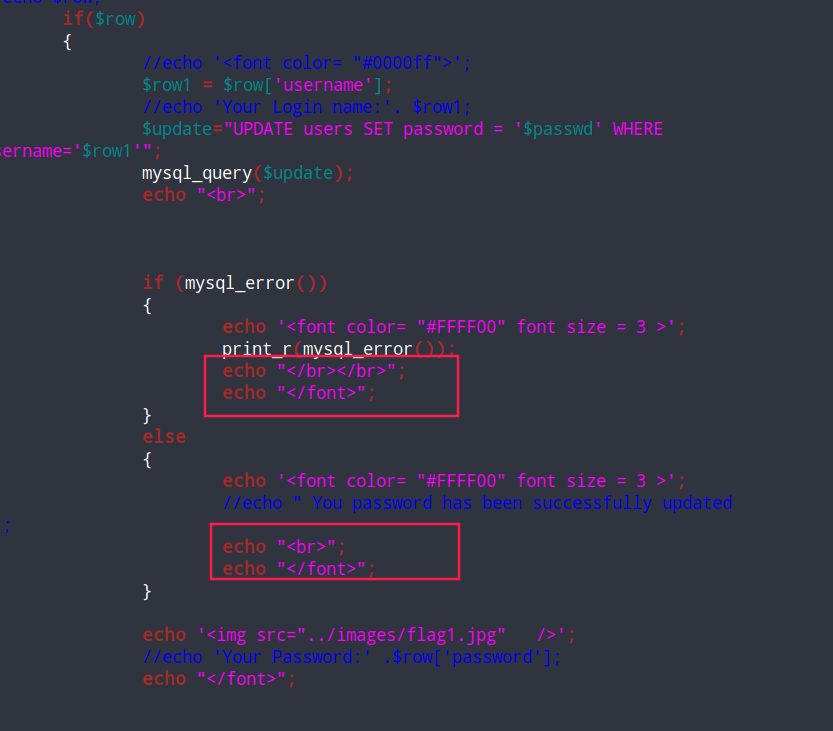 echo $row;
if($row)
{
//echo '<font color= "#0000ff">';
$row1 = $row['username'];
//echo 'Your Login name:'. $row1;
$update="UPDATE users SET password = '$passwd' WHERE
sername='$row1'";
mysql_query($update);
echo "<br>";
if (mysql_error())
{
echo '<font color= "#FFFF00" font size = 3 >';
print_r(mysql_error());
echo "</br></br>";
echo "</font>";
}
else
{
echo '<font color= "#FFFF00" font size = 3 >';
//echo " You password has been successfully updated
;
echo "<br>";
echo "</font>";
}
echo '<img src="../images/flag1.jpg"   />';
//echo 'Your Password:' .$row['password'];
echo "</font>";